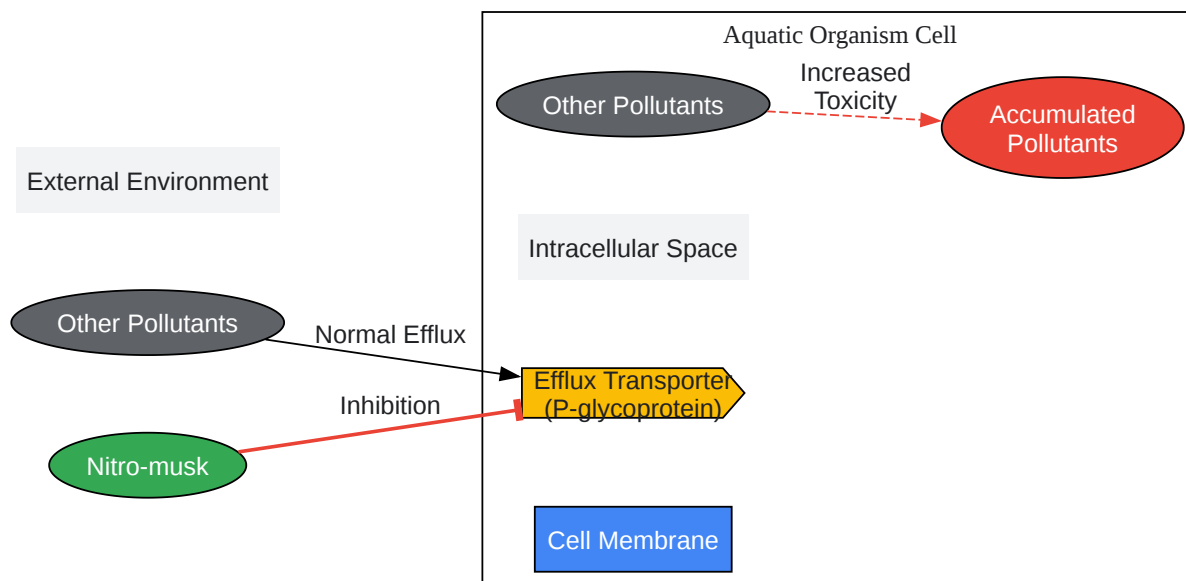 Aquatic Organism Cell
Other Pollutants
Increased
Toxicity
Accumulated
Pollutants
External Environment
Intracellular Space
Other Pollutants
Normal Efflux
Efflux Transporter
(P-glycoprotein)
Inhibition
Nitro-musk
Cell Membrane